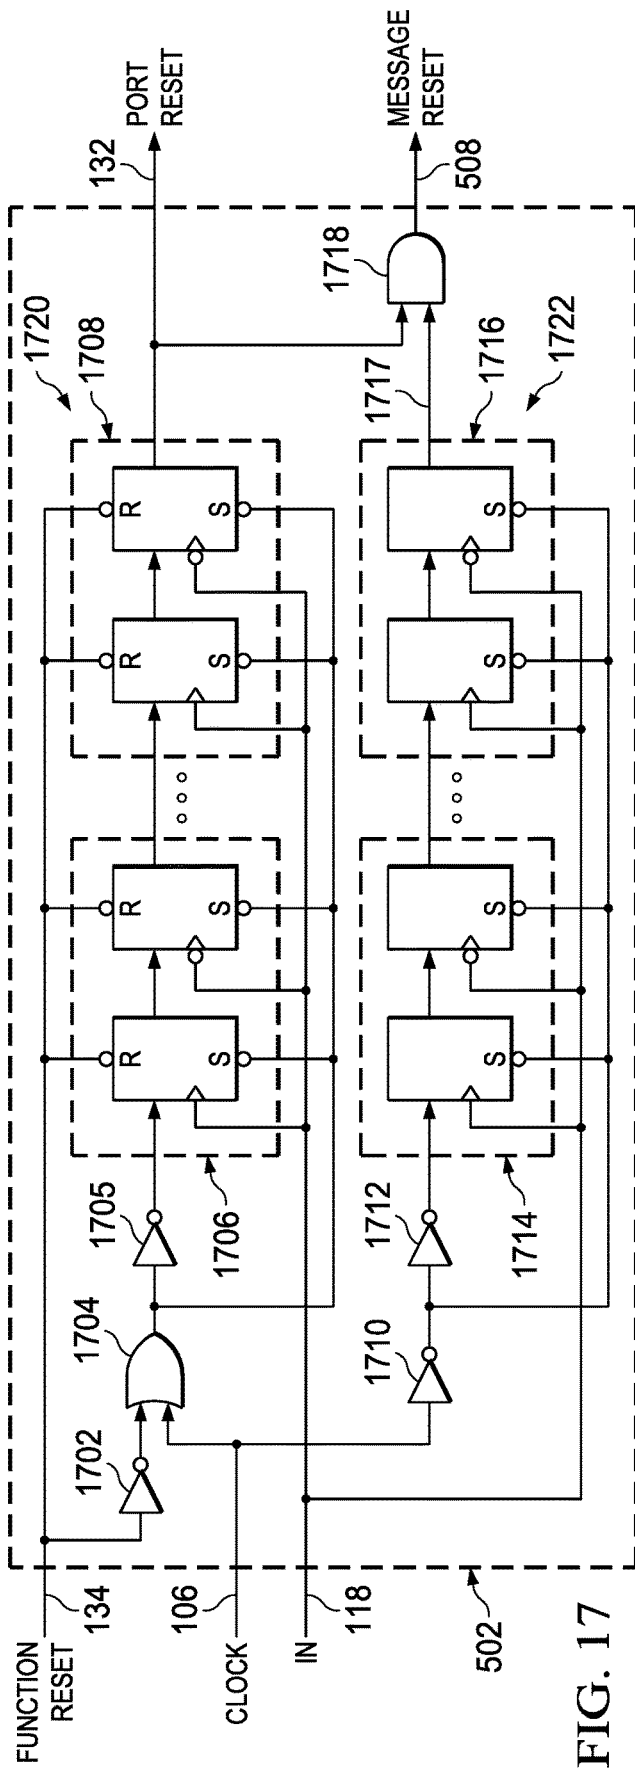 FUNCTION
RESET
134
CLOCK
106
IN
118
502
1702
1704
1705
1706
R
S
R
S
1720
1708
R
S
R
S
132
PORT
RESET
1710
1712
1714
S
S
1717
1716
1722
S
S
1718
508
MESSAGE
RESET
FIG. 17